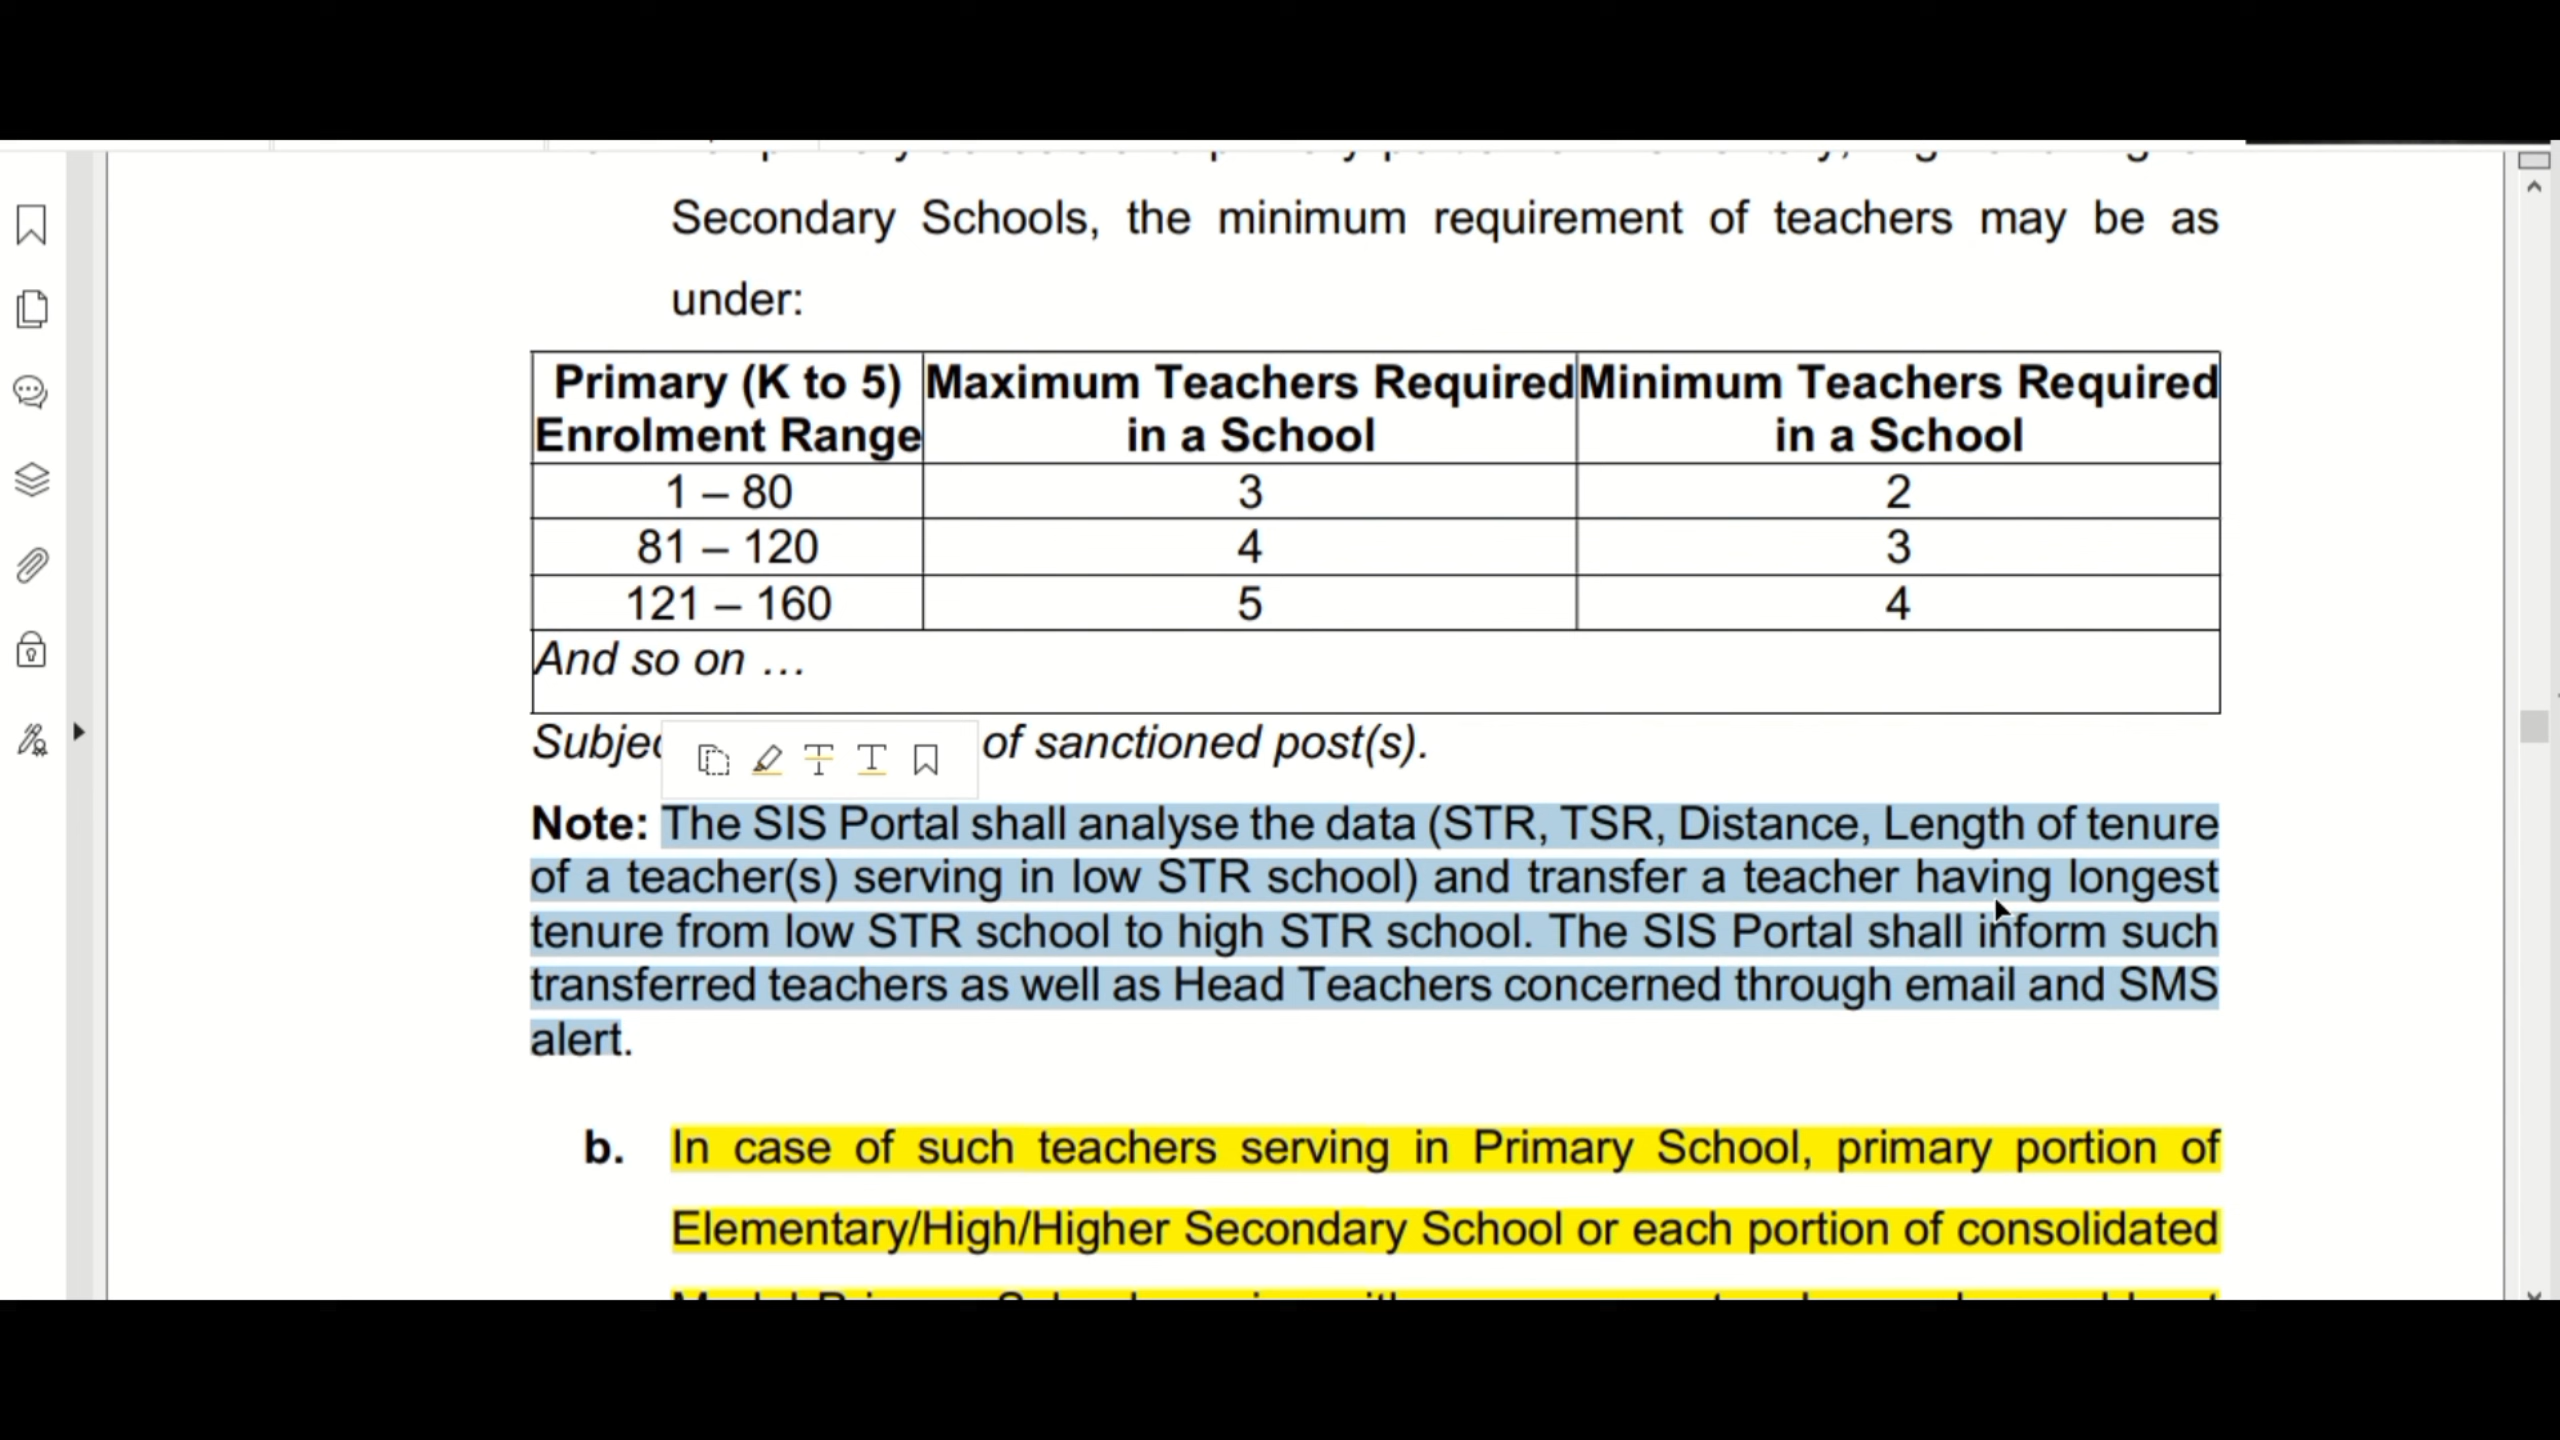 Secondary Schools, the minimum requirement of teachers may be as
under:
Primary (K to 5) Enrolment Range | Maximum Teachers Required in a School | Minimum Teachers Required in a School
1 – 80 | 3 | 2
81 – 120 | 4 | 3
121 – 160 | 5 | 4
And so on …
of sanctioned post(s).
Note: The SIS Portal shall analyse the data (STR, TSR, Distance, Length of tenure
of a teacher(s) serving in low STR school) and transfer a teacher having longest
tenure from low STR school to high STR school. The SIS Portal shall inform such
transferred teachers as well as Head Teachers concerned through email and SMS
alert.
b. In case of such teachers serving in Primary School, primary portion of
Elementary/High/Higher Secondary School or each portion of consolidated